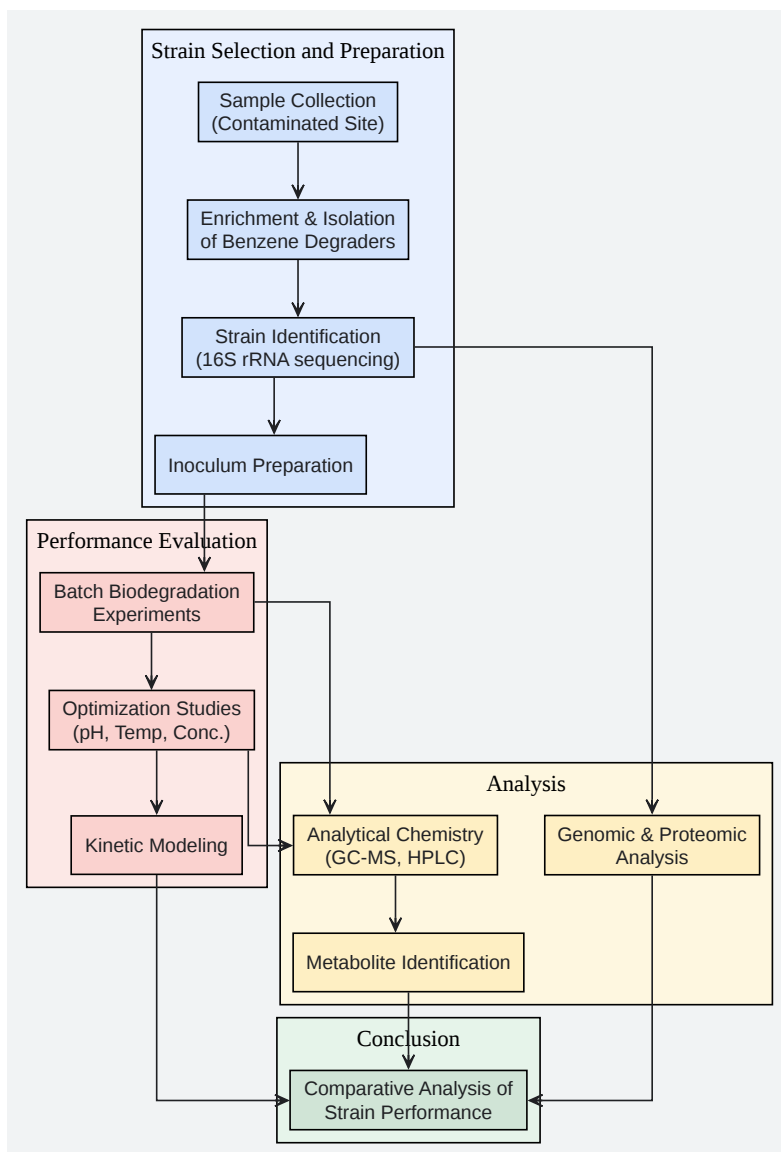 Strain Selection and Preparation
Sample Collection
(Contaminated Site)
Enrichment & Isolation
of Benzene Degraders
Strain Identification
(16S rRNA sequencing)
Inoculum Preparation
Performance Evaluation
Batch Biodegradation
Experiments
Optimization Studies
(pH, Temp, Conc.)
Kinetic Modeling
Analysis
Analytical Chemistry
(GC-MS, HPLC)
Genomic & Proteomic
Analysis
Metabolite Identification
Conclusion
Comparative Analysis of
Strain Performance